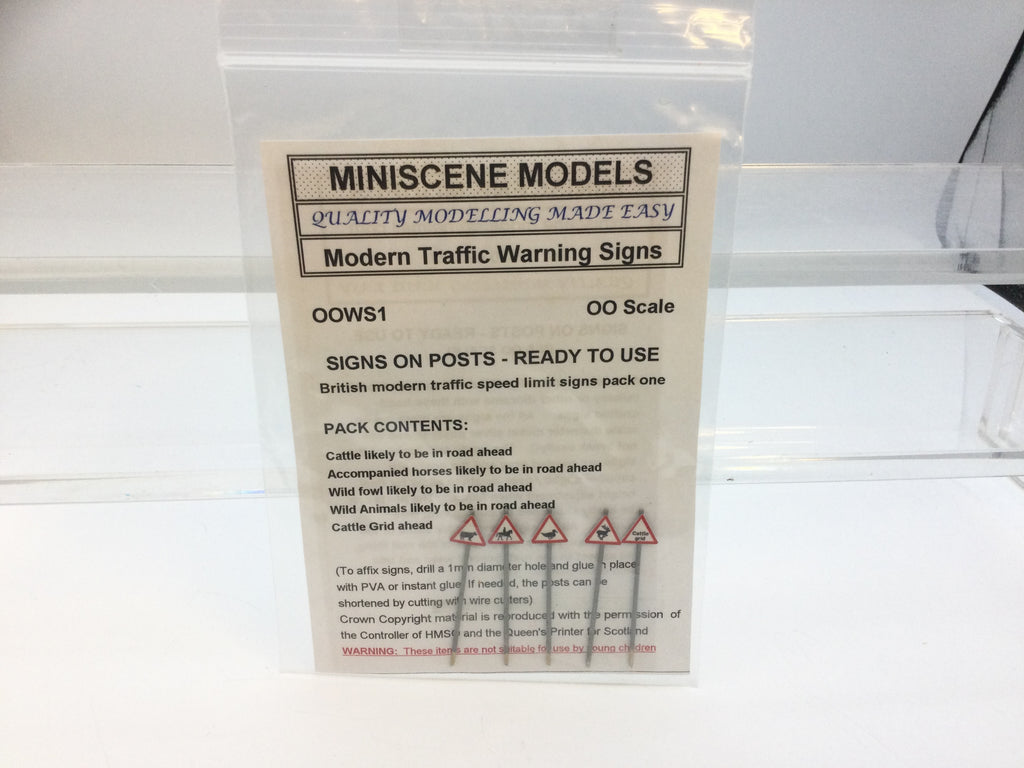 MINISCENE MODELS
QUALITY MODELLING MADE EASY
Modern Traffic Warning Signs
OOWS1 OO Scale
SIGNS ON POSTS - READY TO USE
British modern traffic speed limit signs pack one
PACK CONTENTS:
Cattle likely to be in road ahead
Accompanied horses likely to be in road ahead
Wild fowl likely to be in road ahead
Wild Animals likely to be in road ahead
Cattle Grid ahead
Cattle
grid
(To affix signs, drill a 1mm diameter hole and glue in place
with PVA or instant glue. If needed, the posts can be
shortened by cutting with wire cutters)
Crown Copyright material is reproduced with the permission of
the Controller of HMSO and the Queen's Printer for Scotland
WARNING: These items are not suitable for use by young children